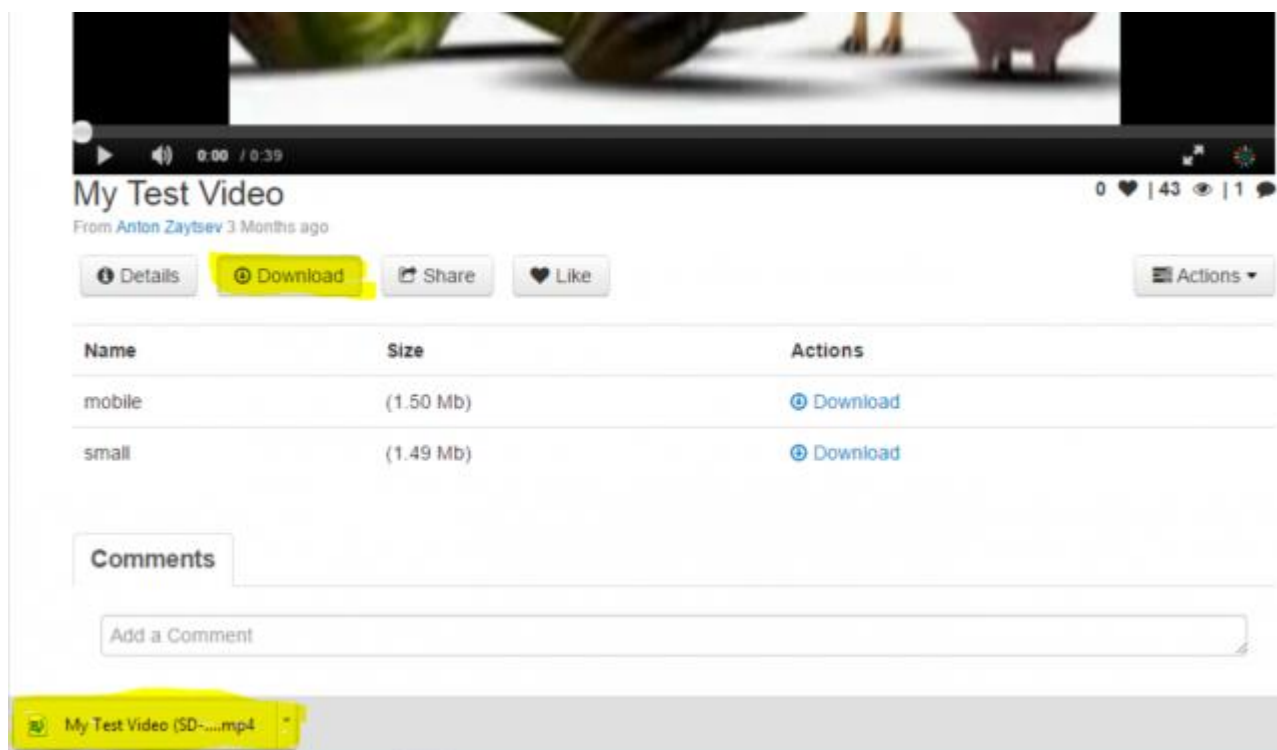 0:00 / 0:39
My Test Video
0 | 43 | 1
From Anton Zaytsev 3 Months ago
Details Download Share Like Actions
Name Size Actions
mobile (1.50 Mb) Download
small (1.49 Mb) Download
Comments
Add a Comment
My Test Video (SD-....mp4